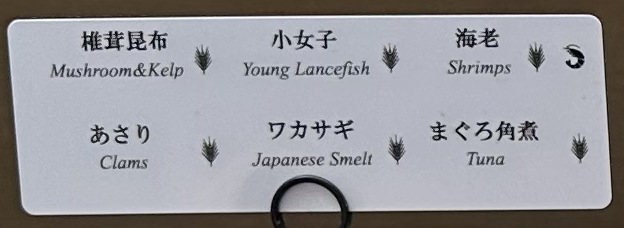 椎茸昆布 小女子 海老
Mushroom&Kelp Young Lancefish Shrimps
あさり ワカサギ まぐろ角煮
Clams Japanese Smelt Tuna